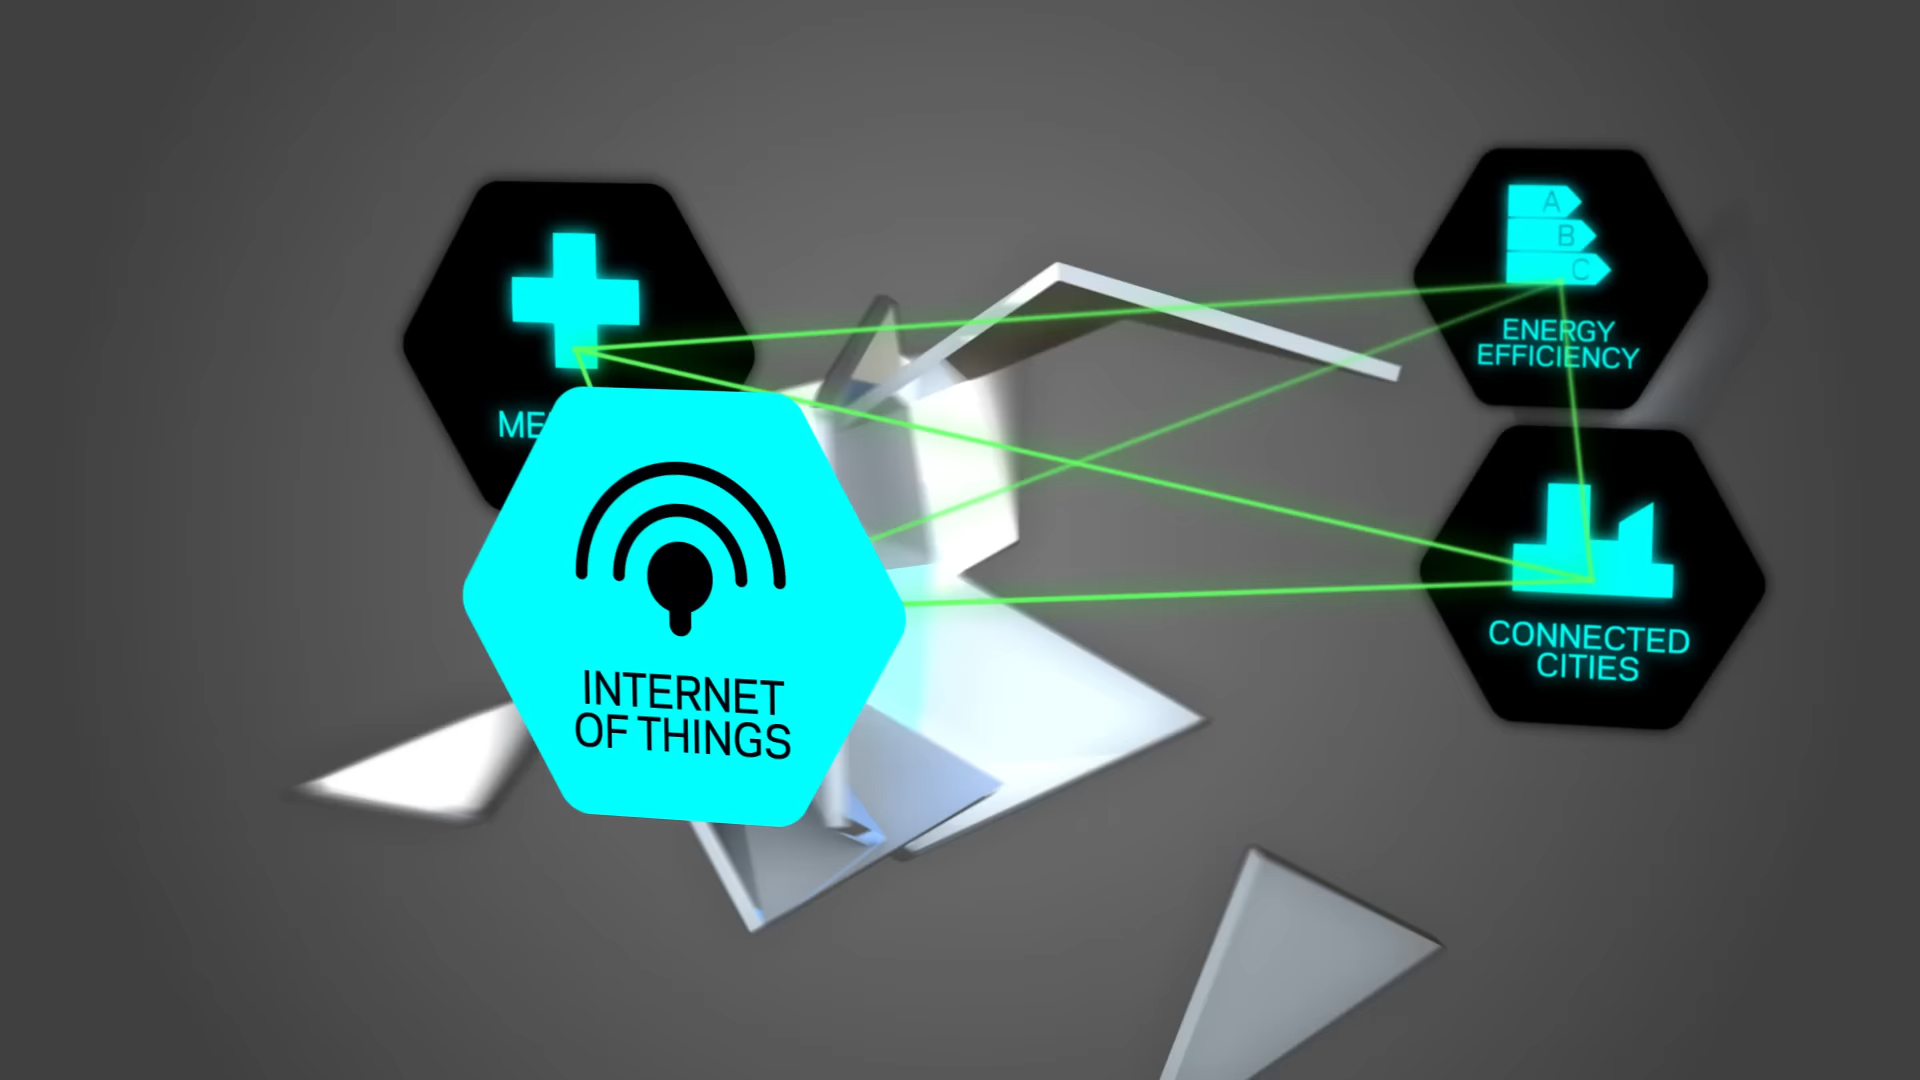 A
B
C
ENERGY
EFFICIENCY
CONNECTED
CITIES
INTERNET
OF THINGS